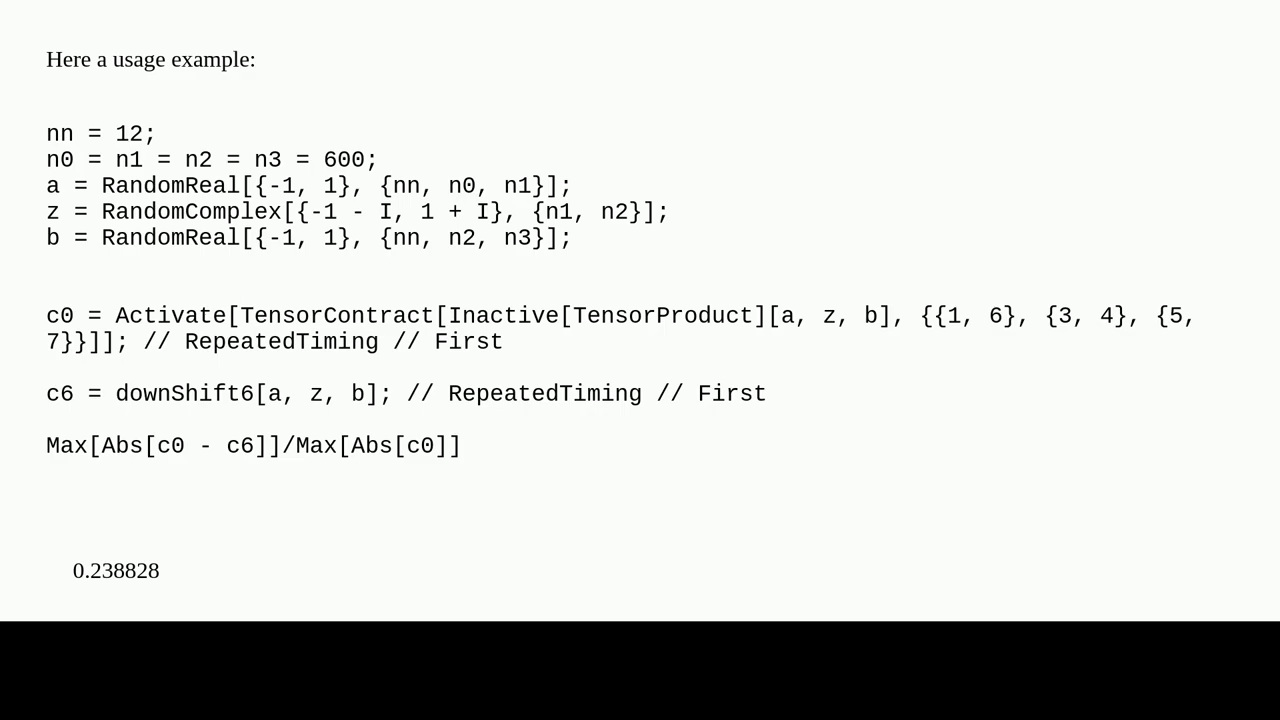 Here a usage example:
nn = 12;
n0 = n1 = n2 = n3 = 600;
a = RandomReal[{-1, 1}, {nn, n0, n1}];
z = RandomComplex[{-1 - I, 1 + I}, {n1, n2}];
b = RandomReal[{-1, 1}, {nn, n2, n3}];
c0 = Activate[TensorContract[Inactive[TensorProduct][a, z, b], {{1, 6}, {3, 4}, {5,
7}}]]; // RepeatedTiming // First
c6 = downShift6[a, z, b]; // RepeatedTiming // First
Max[Abs[c0 - c6]]/Max[Abs[c0]]
0.238828